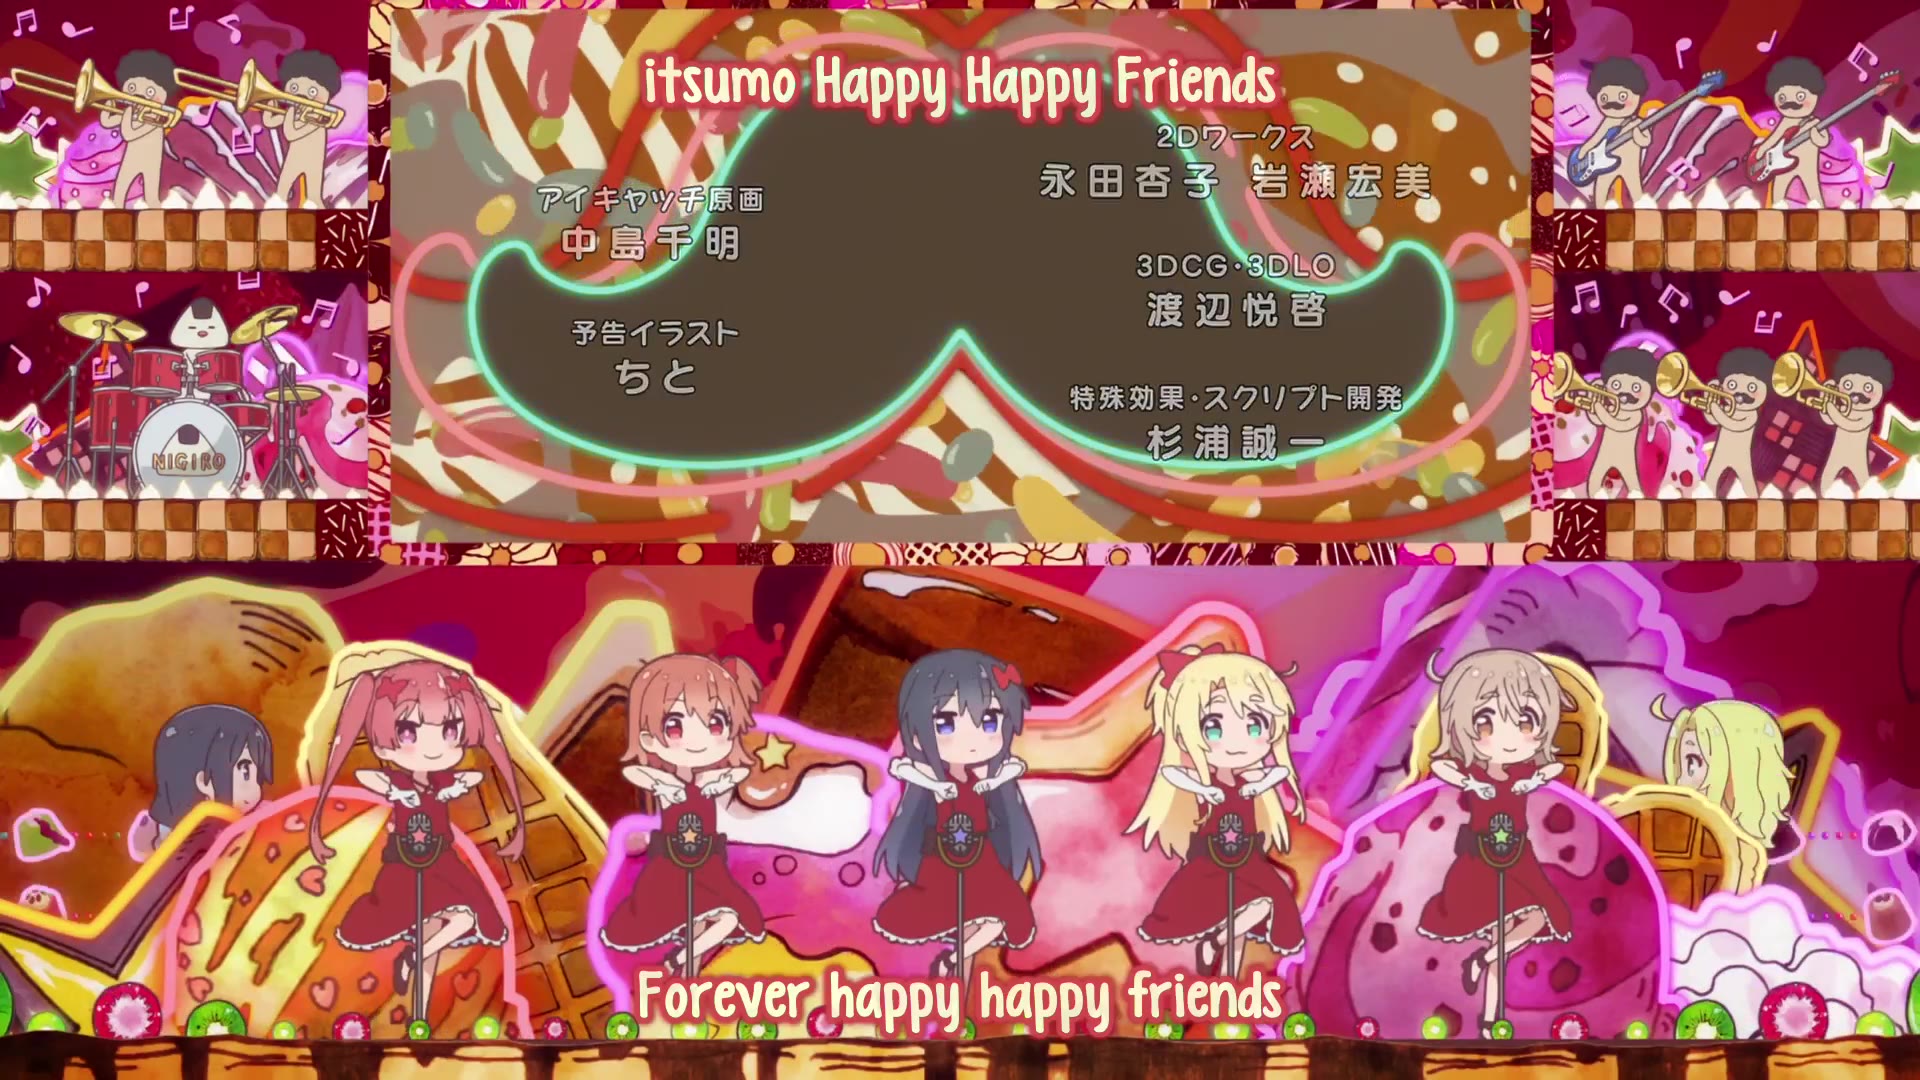 itsumo Happy Happy Friends
アイキャッチ原画
中島千明
予告イラスト
ちと
2Dワークス
永田杏子 岩瀬宏美
3DCG・3DLO
渡辺悦啓
特殊効果・スクリプト開発
杉浦誠一
NIGIRO
Forever happy happy friends